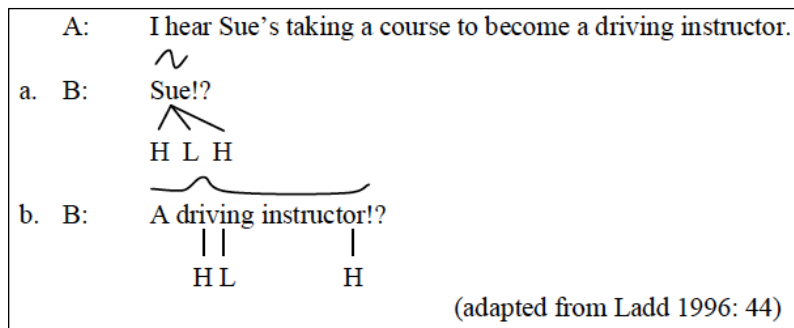 A: I hear Sue’s taking a course to become a driving instructor.
a. B: Sue!?
H L H
b. B: A driving instructor!?
H L H
(adapted from Ladd 1996: 44)